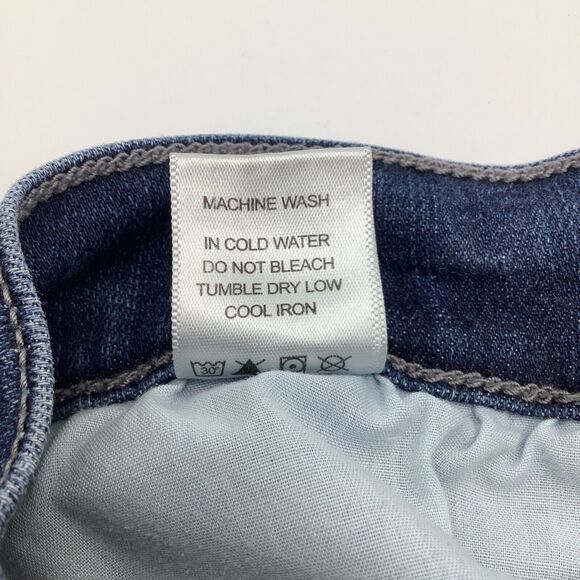 MACHINE WASH
IN COLD WATER
DO NOT BLEACH
TUMBLE DRY LOW
COOL IRON
30°